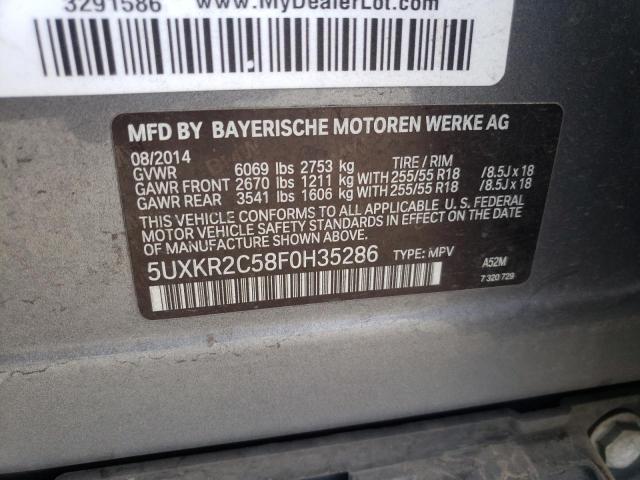 3291586 www.MyDealerLot.com
MFD BY BAYERISCHE MOTOREN WERKE AG
08/2014 TIRE / RIM
GVWR 6069 lbs 2753 kg
GAWR FRONT 2670 lbs 1211 kg WITH 255/55 R18 /8.5J x 18
GAWR REAR 3541 lbs 1606 kg WITH 255/55 R18 /8.5J x 18
THIS VEHICLE CONFORMS TO ALL APPLICABLE U.S. FEDERAL
MOTOR VEHICLE SAFETY STANDARDS IN EFFECT ON THE DATE
OF MANUFACTURE SHOWN ABOVE.
5UXKR2C58F0H35286 TYPE: MPV A52M
7 320 729